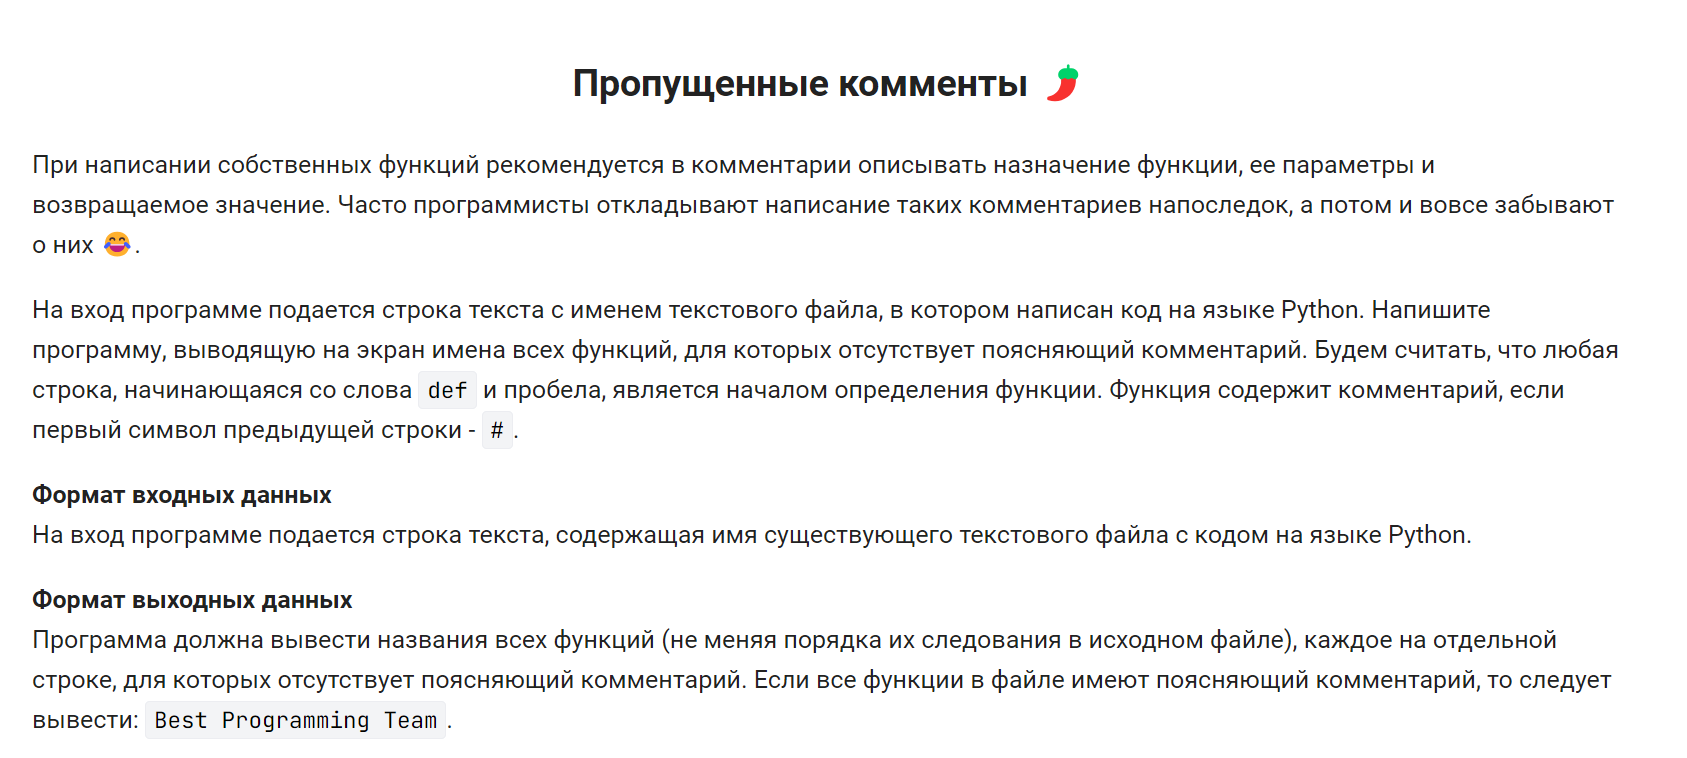 Пропущенные комменты 🌶️
При написании собственных функций рекомендуется в комментарии описывать назначение функции, ее параметры и
возвращаемое значение. Часто программисты откладывают написание таких комментариев напоследок, а потом и вовсе забывают
о них 😂.
На вход программе подается строка текста с именем текстового файла, в котором написан код на языке Python. Напишите
программу, выводящую на экран имена всех функций, для которых отсутствует поясняющий комментарий. Будем считать, что любая
строка, начинающаяся со слова def и пробела, является началом определения функции. Функция содержит комментарий, если
первый символ предыдущей строки - #.
Формат входных данных
На вход программе подается строка текста, содержащая имя существующего текстового файла с кодом на языке Python.
Формат выходных данных
Программа должна вывести названия всех функций (не меняя порядка их следования в исходном файле), каждое на отдельной
строке, для которых отсутствует поясняющий комментарий. Если все функции в файле имеют поясняющий комментарий, то следует
вывести: Best Programming Team.